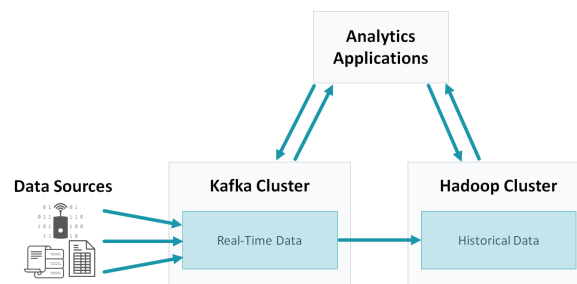 Analytics
Applications
Data Sources
Kafka Cluster
Hadoop Cluster
Real-Time Data
Historical Data